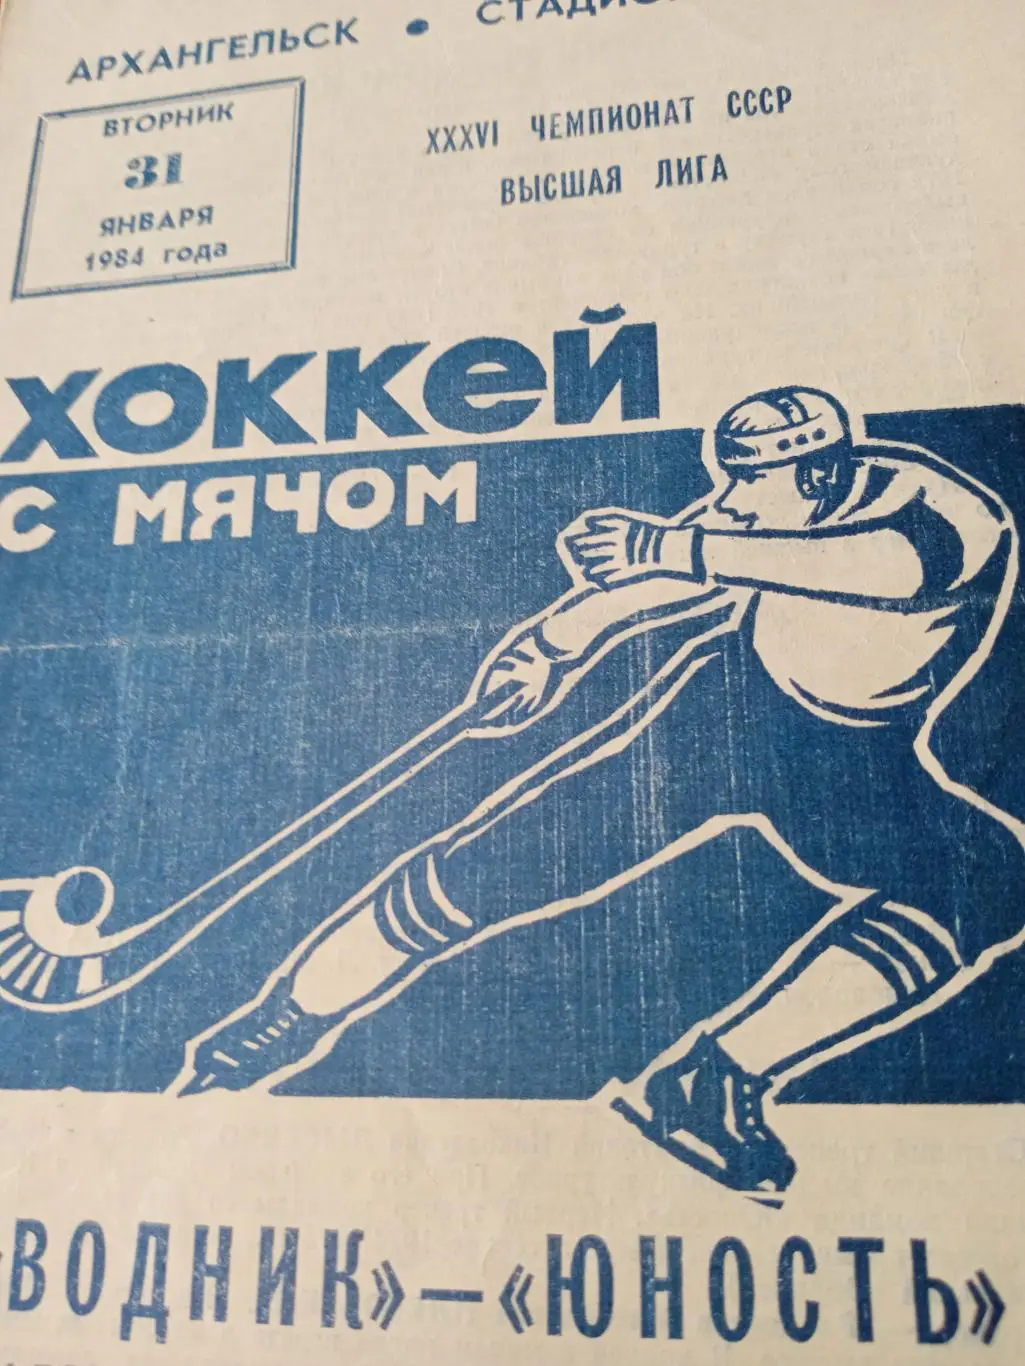 АРХАНГЕЛЬСК •
ВТОРНИК
31
ЯНВАРЯ
1984 года
XXXVI ЧЕМПИОНАТ СССР
ВЫСШАЯ ЛИГА
ХОККЕЙ
С МЯЧОМ
«ВОДНИК» — «ЮНОСТЬ»